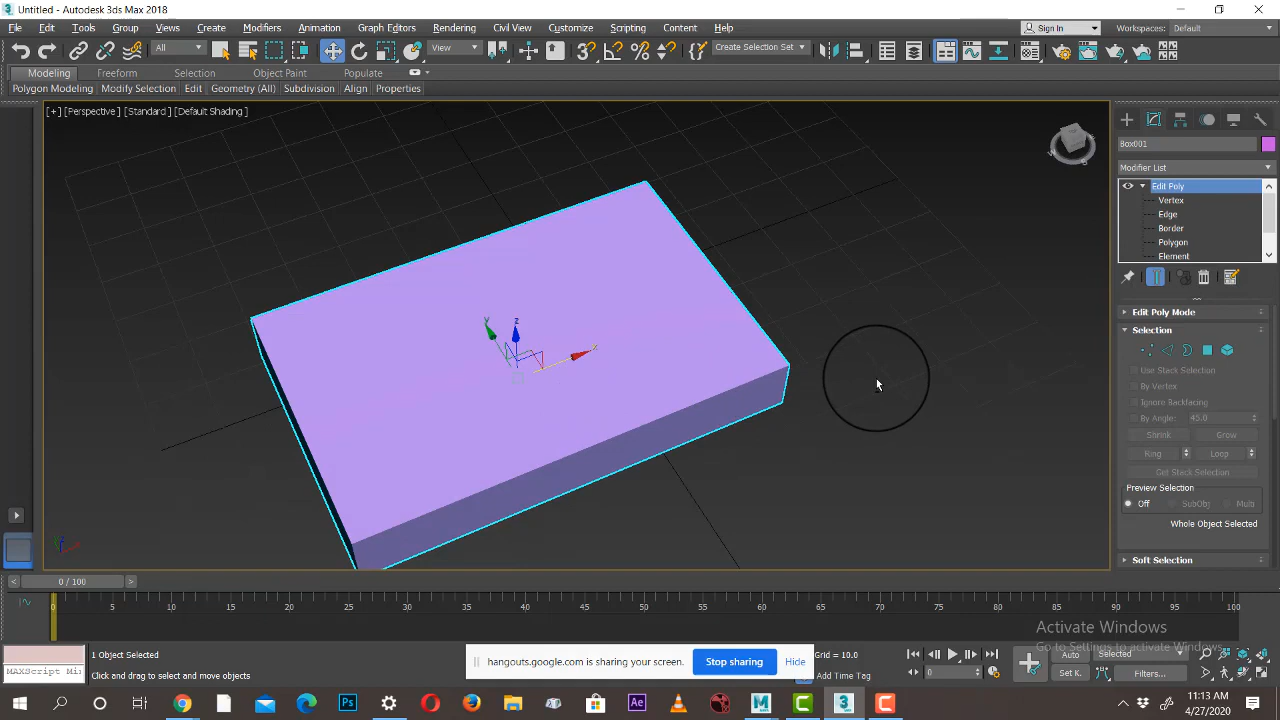 Untitled - Autodesk 3ds Max 2018
File Edit Tools Group Views Create Modifiers Animation Graph Editors Rendering Civil View Customize Scripting Content Help Sign In Workspaces: Default
All View Create Selection Set
Modeling Freeform Selection Object Paint Populate
Polygon Modeling Modify Selection Edit Geometry (All) Subdivision Align Properties
[+] [Perspective ] [Standard ] [Default Shading ]
Box001
Modifier List
Edit Poly
Vertex
Edge
Border
Polygon
Element
Edit Poly Mode
Selection
Use Stack Selection
By Vertex
Ignore Backfacing
By Angle: 45.0
Shrink Grow
Ring Loop
Get Stack Selection
Preview Selection
Off SubObj Multi
Whole Object Selected
Soft Selection
z
y
x
< 0 / 100 >
0 5 10 15 20 25 30 35 40 45 50 55 60 65 70 75 80 85 90 95 100
Activate Windows
Go to Settings to activate Windows.
1 Object Selected
MAXScript Mi
Click and drag to select and move objects
hangouts.google.com is sharing your screen. Stop sharing Hide
Grid = 10.0
Add Time Tag
0
Auto Selected
Set K. Filters...
Ps Ae M 3
11:13 AM
4/27/2020